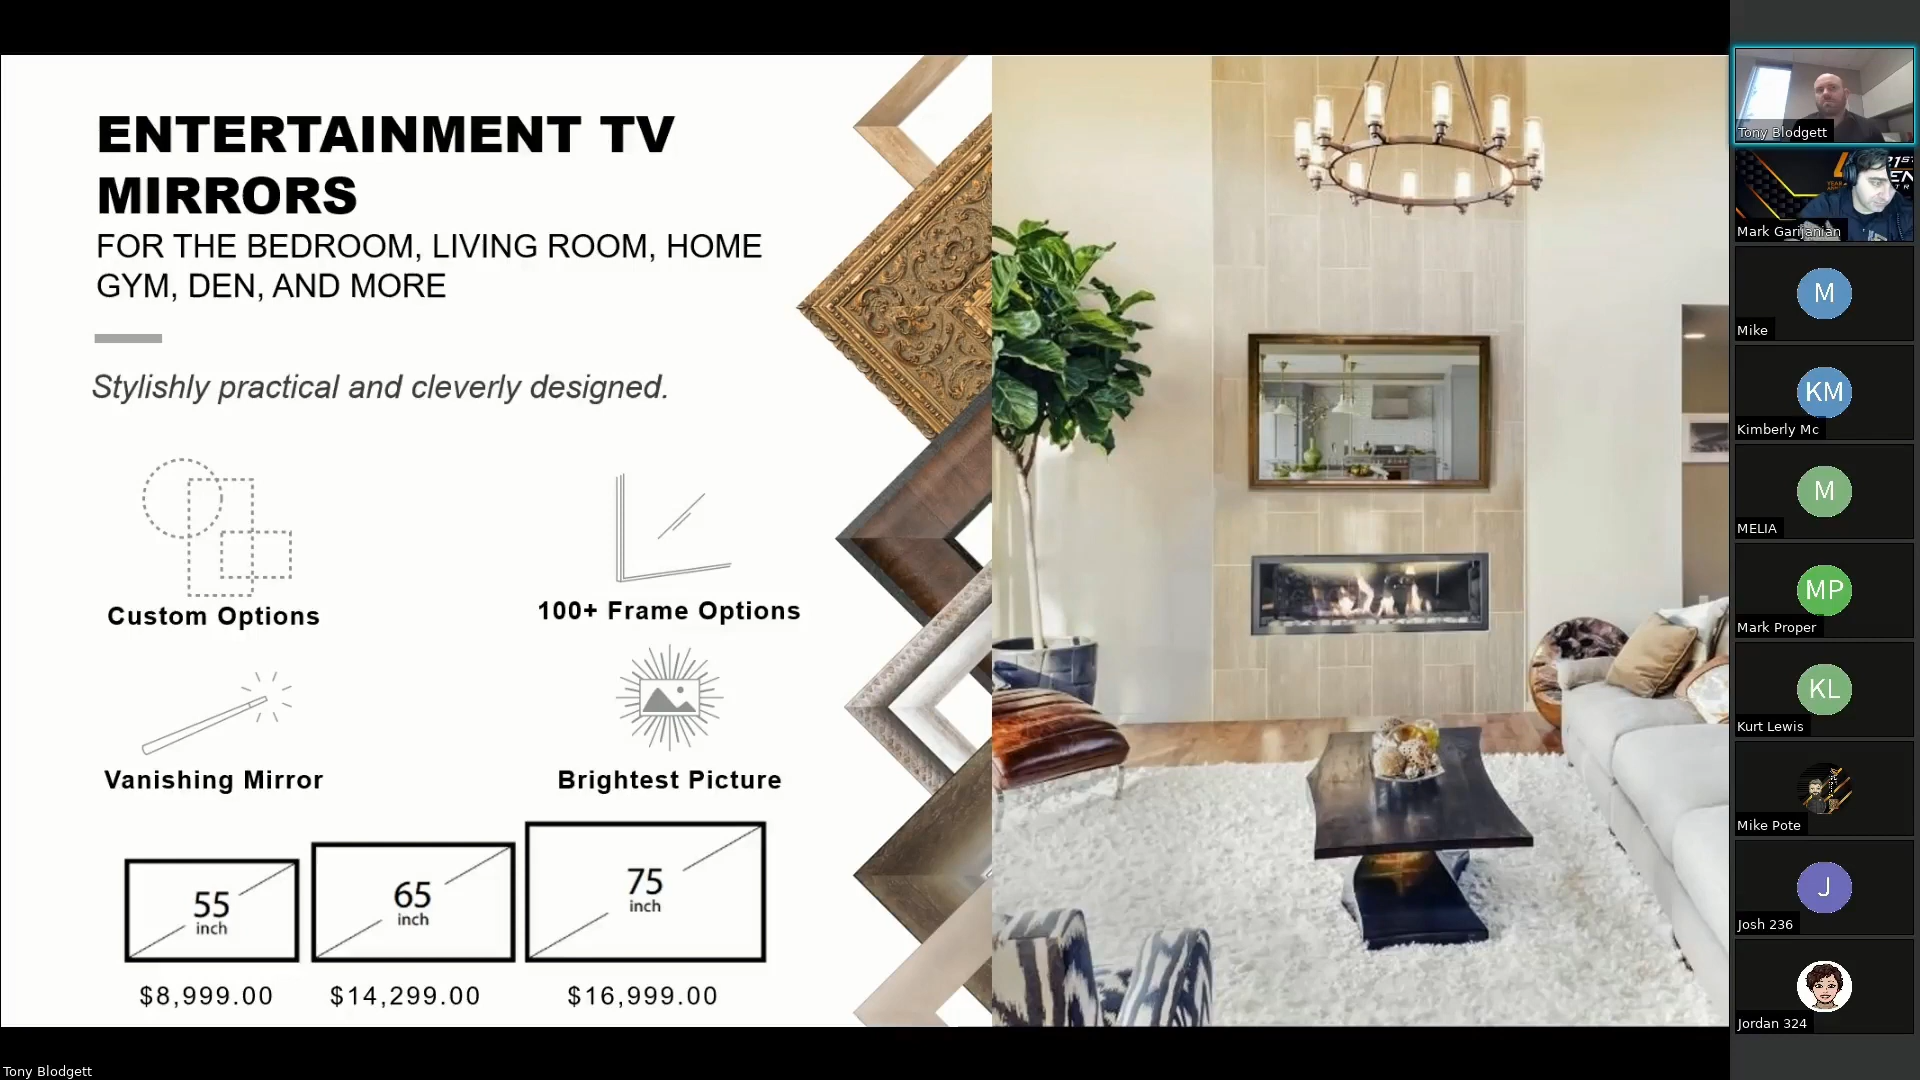 ENTERTAINMENT TV
MIRRORS
FOR THE BEDROOM, LIVING ROOM, HOME
GYM, DEN, AND MORE
Stylishly practical and cleverly designed.
Custom Options
100+ Frame Options
Vanishing Mirror
Brightest Picture
55
inch
65
inch
75
inch
$8,999.00
$14,299.00
$16,999.00
Tony Blodgett
Mark Garijanian
M
Mike
KM
Kimberly Mc
M
MELIA
MP
Mark Proper
KL
Kurt Lewis
Mike Pote
J
Josh 236
Jordan 324
Tony Blodgett